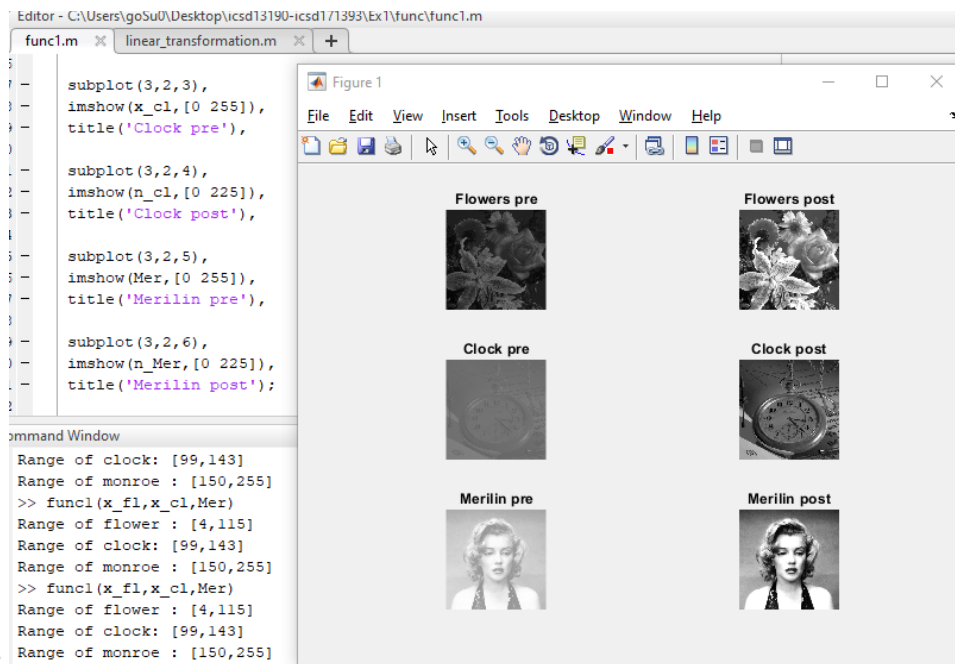 Editor - C:\Users\goSu0\Desktop\icsd13190-icsd171393\Ex1\func\func1.m
func1.m × linear_transformation.m × +
subplot(3,2,3),
imshow(x_cl,[0 255]),
title('Clock pre'),
subplot(3,2,4),
imshow(n_cl,[0 225]),
title('Clock post'),
subplot(3,2,5),
imshow(Mer,[0 255]),
title('Merilin pre'),
subplot(3,2,6),
imshow(n_Mer,[0 225]),
title('Merilin post');
ommand Window
Range of clock: [99,143]
Range of monroe : [150,255]
>> func1(x_fl,x_cl,Mer)
Range of flower : [4,115]
Range of clock: [99,143]
Range of monroe : [150,255]
>> func1(x_fl,x_cl,Mer)
Range of flower : [4,115]
Range of clock: [99,143]
Range of monroe : [150,255]
Figure 1
File Edit View Insert Tools Desktop Window Help
Flowers pre Flowers post
Clock pre Clock post
Merilin pre Merilin post